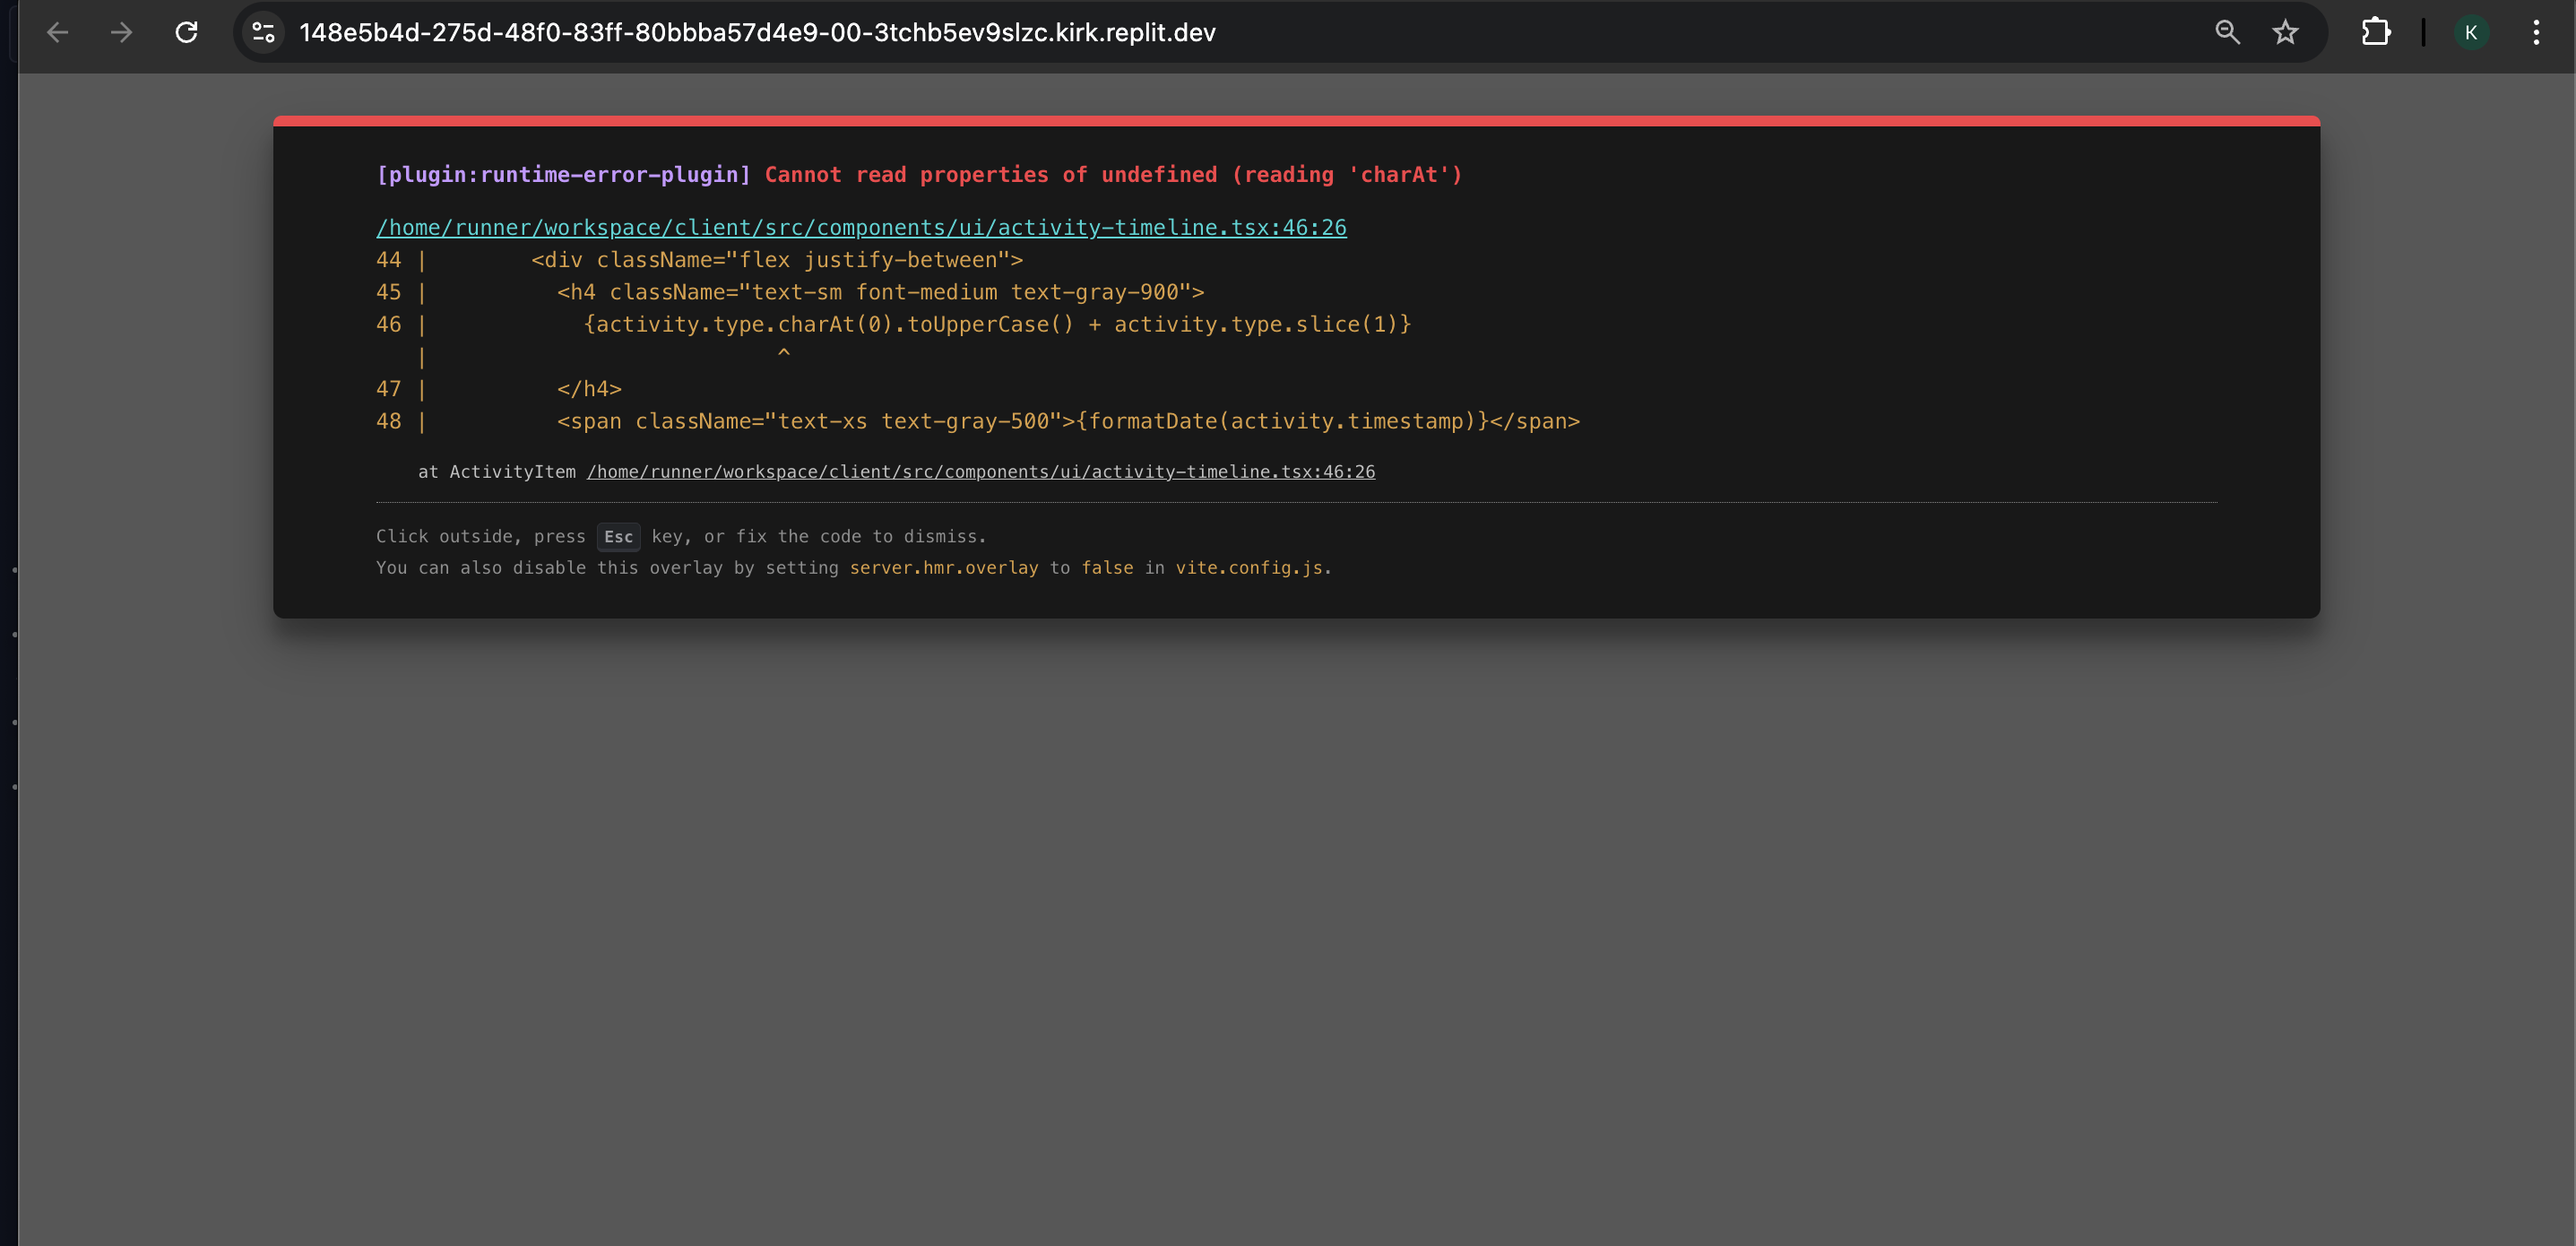 148e5b4d-275d-48f0-83ff-80bbba57d4e9-00-3tchb5ev9slzc.kirk.replit.dev
K
[plugin:runtime-error-plugin] Cannot read properties of undefined (reading 'charAt')
/home/runner/workspace/client/src/components/ui/activity-timeline.tsx:46:26
44 |        <div className="flex justify-between">
45 |          <h4 className="text-sm font-medium text-gray-900">
46 |            {activity.type.charAt(0).toUpperCase() + activity.type.slice(1)}
   |                           ^
47 |          </h4>
48 |          <span className="text-xs text-gray-500">{formatDate(activity.timestamp)}</span>
at ActivityItem /home/runner/workspace/client/src/components/ui/activity-timeline.tsx:46:26
Click outside, press Esc key, or fix the code to dismiss.
You can also disable this overlay by setting server.hmr.overlay to false in vite.config.js.